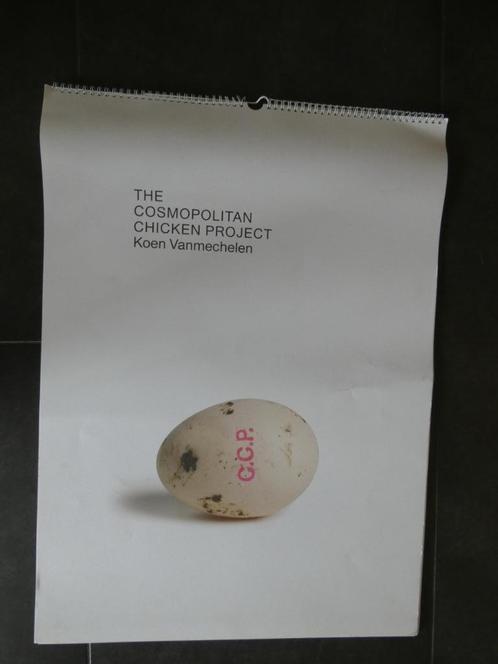 THE
COSMOPOLITAN
CHICKEN PROJECT
Koen Vanmechelen
C.C.P.